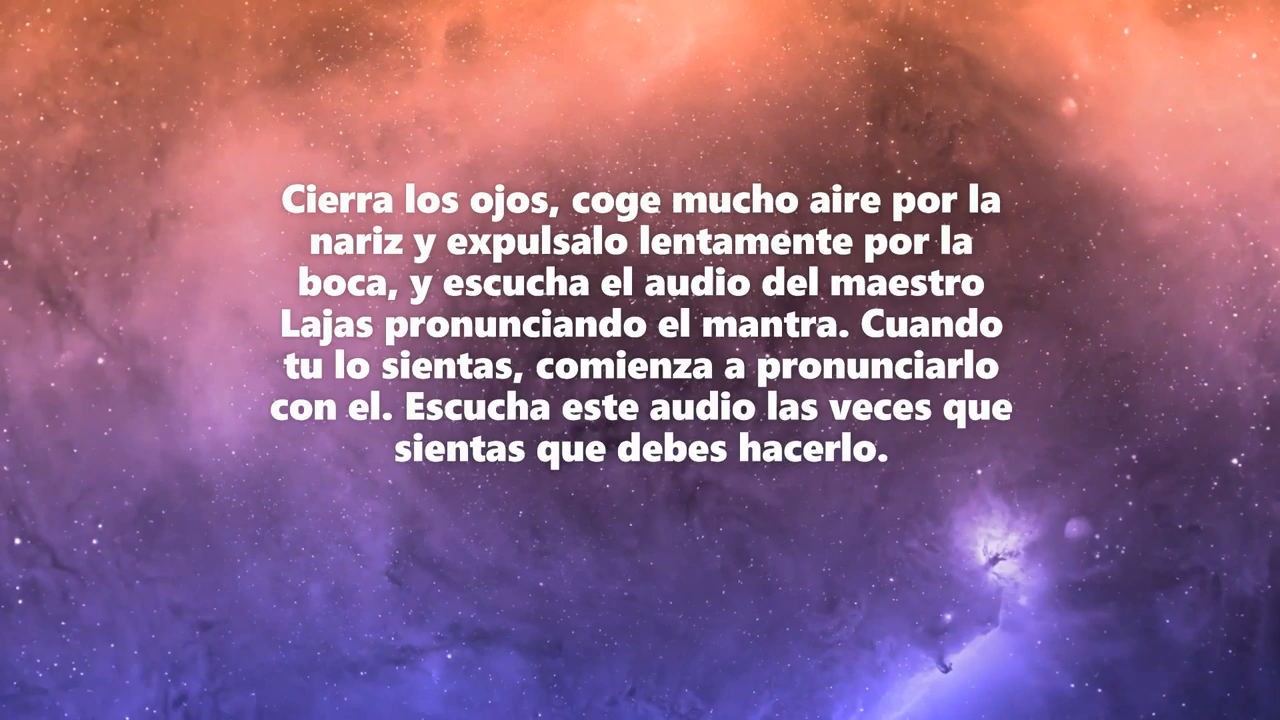 Cierra los ojos, coge mucho aire por la
nariz y expulsalo lentamente por la
boca, y escucha el audio del maestro
Lajas pronunciando el mantra. Cuando
tu lo sientas, comienza a pronunciarlo
con el. Escucha este audio las veces que
sientas que debes hacerlo.